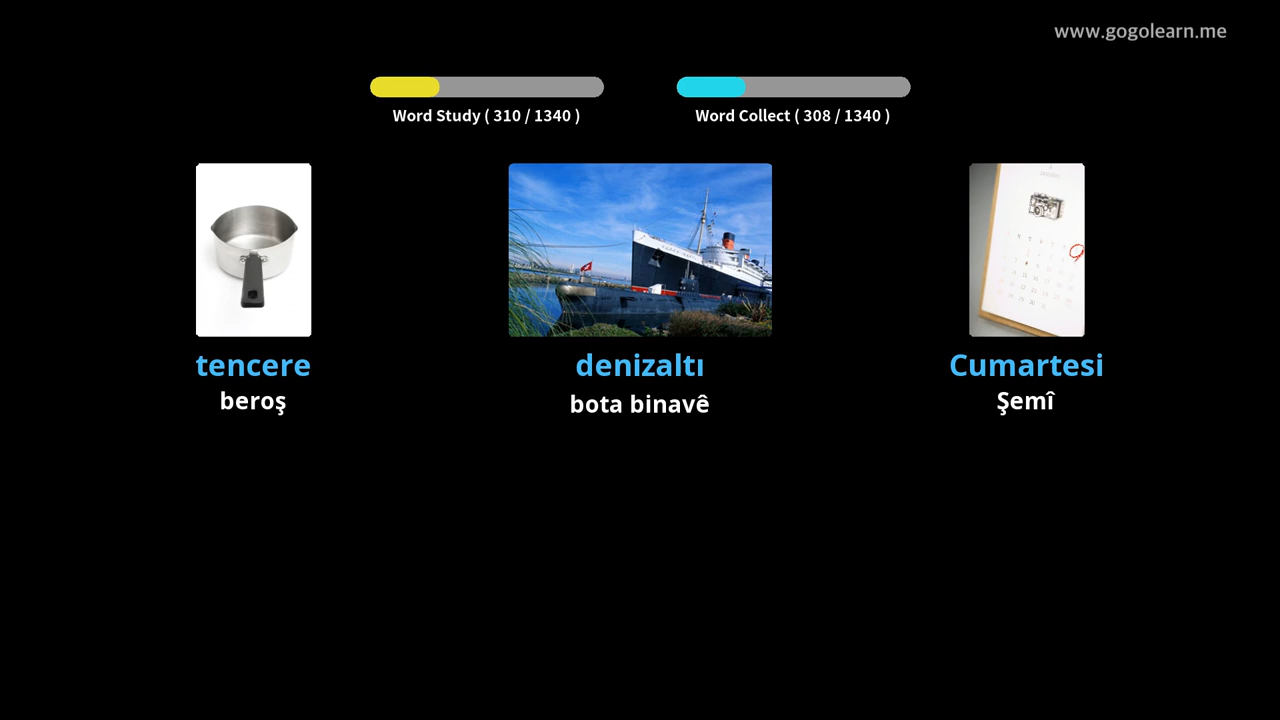 www.gogolearn.me
Word Study ( 310 / 1340 )
Word Collect ( 308 / 1340 )
tencere
denizaltı
Cumartesi
beroş
bota binavê
Şemî